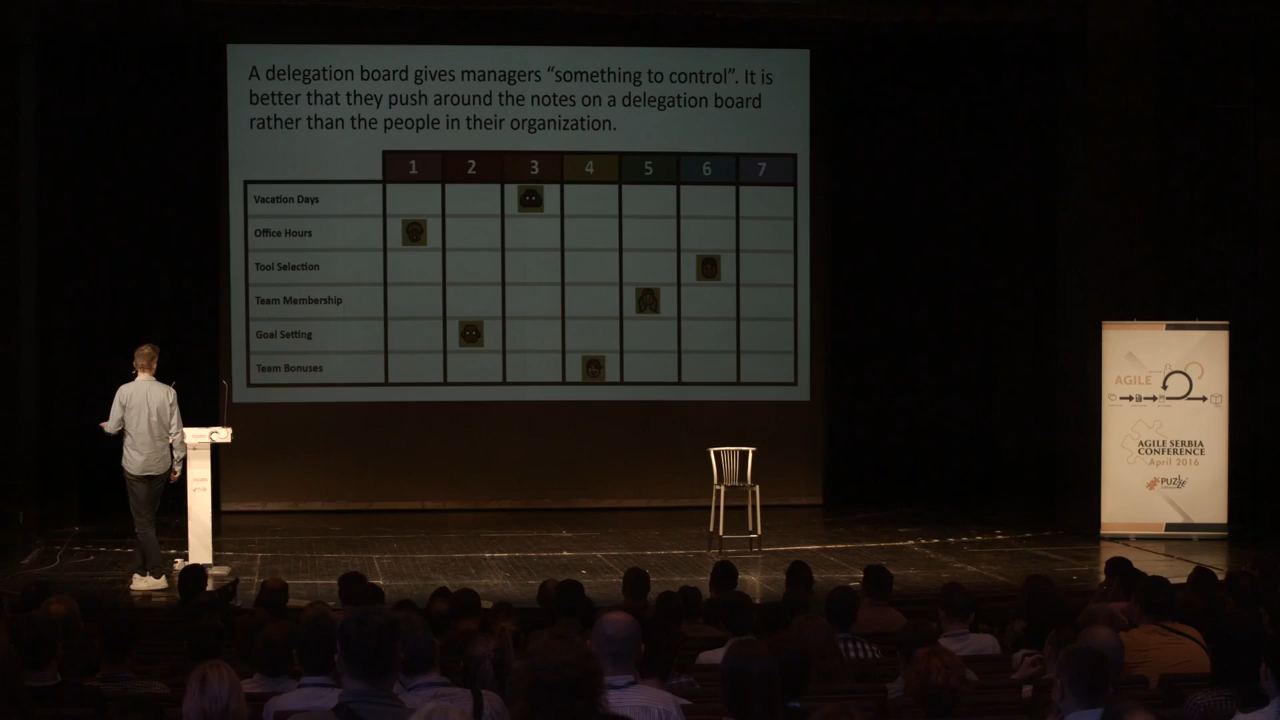 A delegation board gives managers “something to control”. It is
better that they push around the notes on a delegation board
rather than the people in their organization.
1 2 3 4 5 6 7
Vacation Days
Office Hours
Tool Selection
Team Membership
Goal Setting
Team Bonuses
AGILE
AGILE SERBIA
CONFERENCE
April 2016
PUZZLE